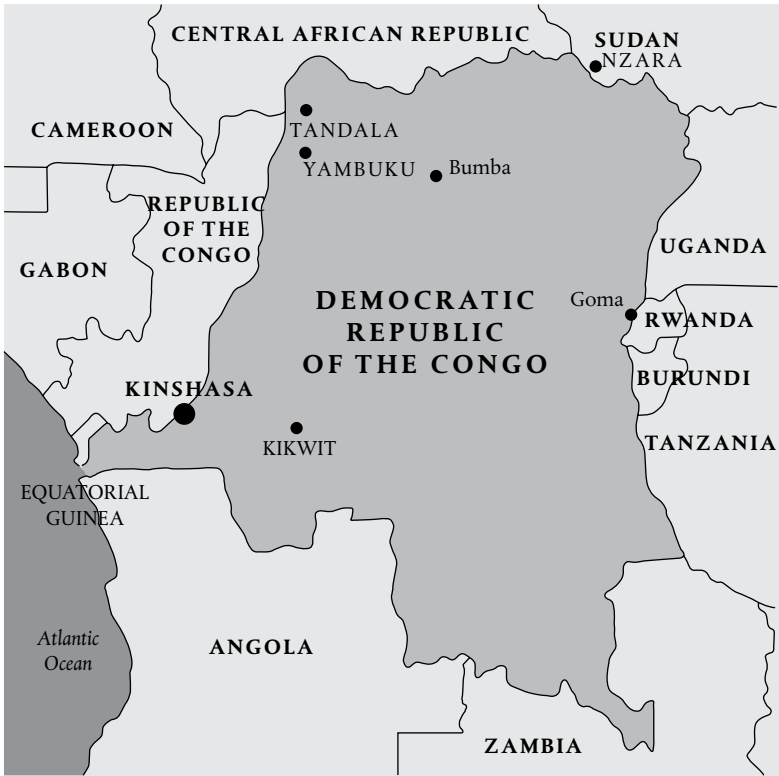 CENTRAL AFRICAN REPUBLIC
SUDAN
NZARA
CAMEROON
TANDALA
YAMBUKU
Bumba
REPUBLIC
OF THE
CONGO
GABON
UGANDA
DEMOCRATIC
REPUBLIC
OF THE CONGO
Goma
RWANDA
BURUNDI
KINSHASA
KIKWIT
TANZANIA
EQUATORIAL
GUINEA
Atlantic
Ocean
ANGOLA
ZAMBIA